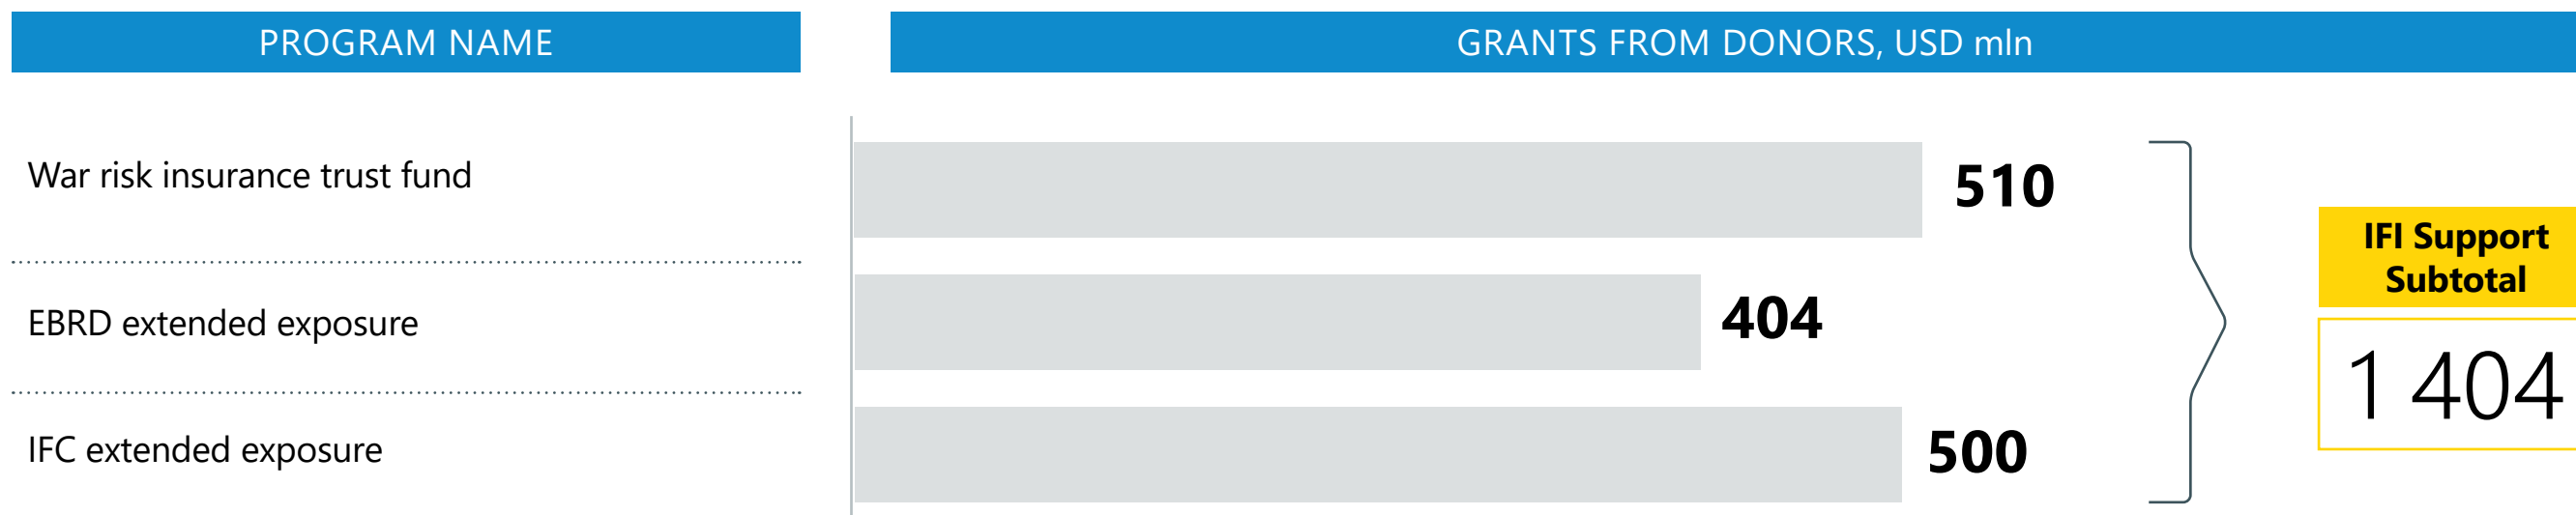 PROGRAM NAME
GRANTS FROM DONORS, USD mln
War risk insurance trust fund
510
EBRD extended exposure
404
IFC extended exposure
500
IFI Support
Subtotal
1 404